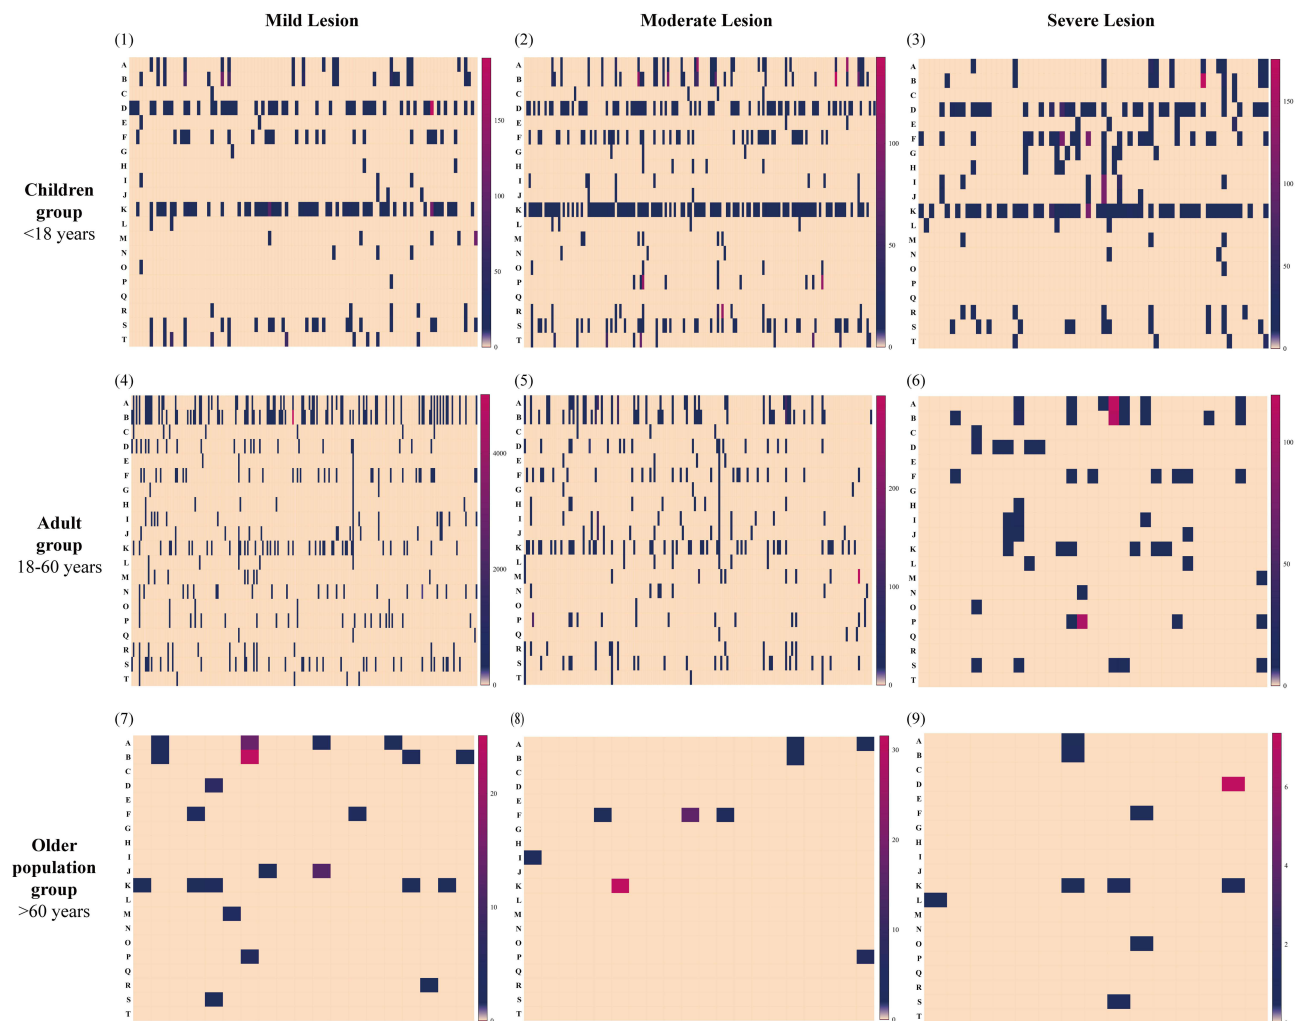 Mild Lesion
Moderate Lesion
Severe Lesion
Children
group
<18 years
(1)
A
B
C
D
E
F
G
H
I
J
K
L
M
N
O
P
Q
R
S
T
150
100
50
0
(2)
A
B
C
D
E
F
G
H
I
J
K
L
M
N
O
P
Q
R
S
T
100
50
0
(3)
A
B
C
D
E
F
G
H
I
J
K
L
M
N
O
P
Q
R
S
T
150
100
50
0
Adult
group
18-60 years
(4)
A
B
C
D
E
F
G
H
I
J
K
L
M
N
O
P
Q
R
S
T
4000
2000
0
(5)
A
B
C
D
E
F
G
H
I
J
K
L
M
N
O
P
Q
R
S
T
200
100
0
(6)
A
B
C
D
E
F
G
H
I
J
K
L
M
N
O
P
Q
R
S
T
100
50
0
Older
population
group
>60 years
(7)
A
B
C
D
E
F
G
H
I
J
K
L
M
N
O
P
Q
R
S
T
20
10
0
(8)
A
B
C
D
E
F
G
H
I
J
K
L
M
N
O
P
Q
R
S
T
30
20
10
0
(9)
A
B
C
D
E
F
G
H
I
J
K
L
M
N
O
P
Q
R
S
T
6
4
2